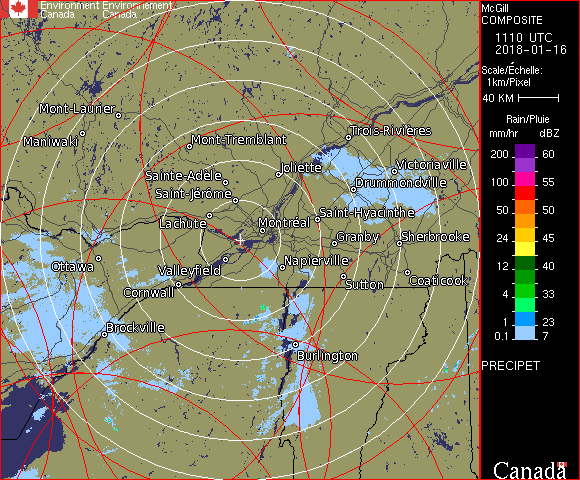 Environment Environnement
Canada Canada
McGill
COMPOSITE
1110 UTC
2018-01-16
Scale/Échelle:
1km/Pixel
40 KM
Rain/Pluie
mm/hr dBZ
200 60
55
100 55
50 50
24 45
12 40
4 33
1 23
0.1 7
PRECIPET
Canada
Mont-Laurier
Maniwaki
Mont-Tremblant
Trois-Rivières
Joliette
Victoriaville
Sainte-Adèle
Drummondville
Saint-Jérôme
Lachute
Saint-Hyacinthe
Montréal
Granby
Sherbrooke
Ottawa
Valleyfield
Napierville
Cornwall
Sutton
Coaticook
Brockville
Burlington